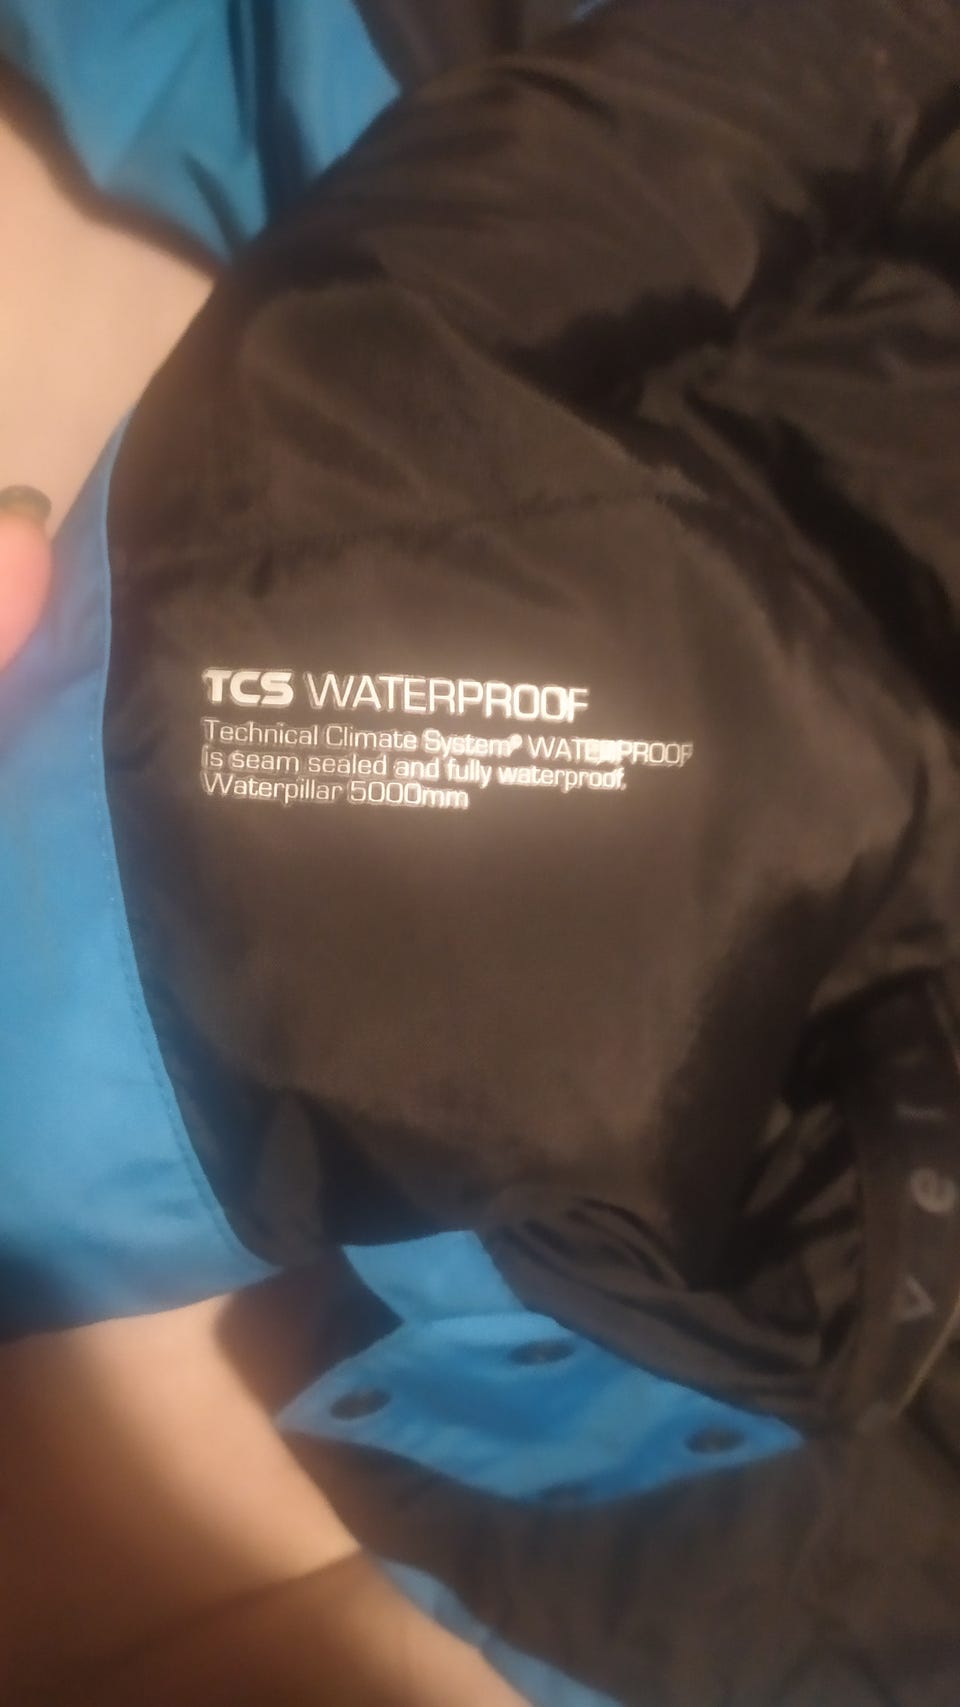 TCS WATERPROOF
Technical Climate System® WATERPROOF
is seam sealed and fully waterproof.
Waterpillar 5000mm